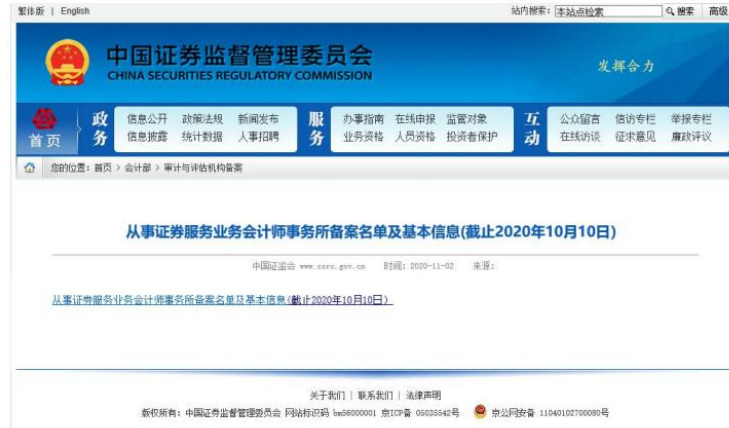 繁体版 | English 站内搜索: 本站点检索 搜索 高级
中国证券监督管理委员会
CHINA SECURITIES REGULATORY COMMISSION
发挥合力
首页 政务 信息公开 政策法规 新闻发布 服务 办事指南 在线申报 监管对象 互动 公众留言 信访专栏 举报专栏
信息披露 统计数据 人事招聘 业务资格 人员资格 投资者保护 在线访谈 征求意见 廉政评议
您的位置: 首页 > 会计部 > 审计与评估机构备案
从事证券服务业务会计师事务所备案名单及基本信息(截止2020年10月10日)
中国证监会 www.csrc.gov.cn 时间: 2020-11-02 来源:
从事证券服务业务会计师事务所备案名单及基本信息(截止2020年10月10日)
关于我们 | 联系我们 | 法律声明
版权所有: 中国证券监督管理委员会 网站标识码 bm56000001 京ICP备 05035542号 京公网安备 11040102700080号